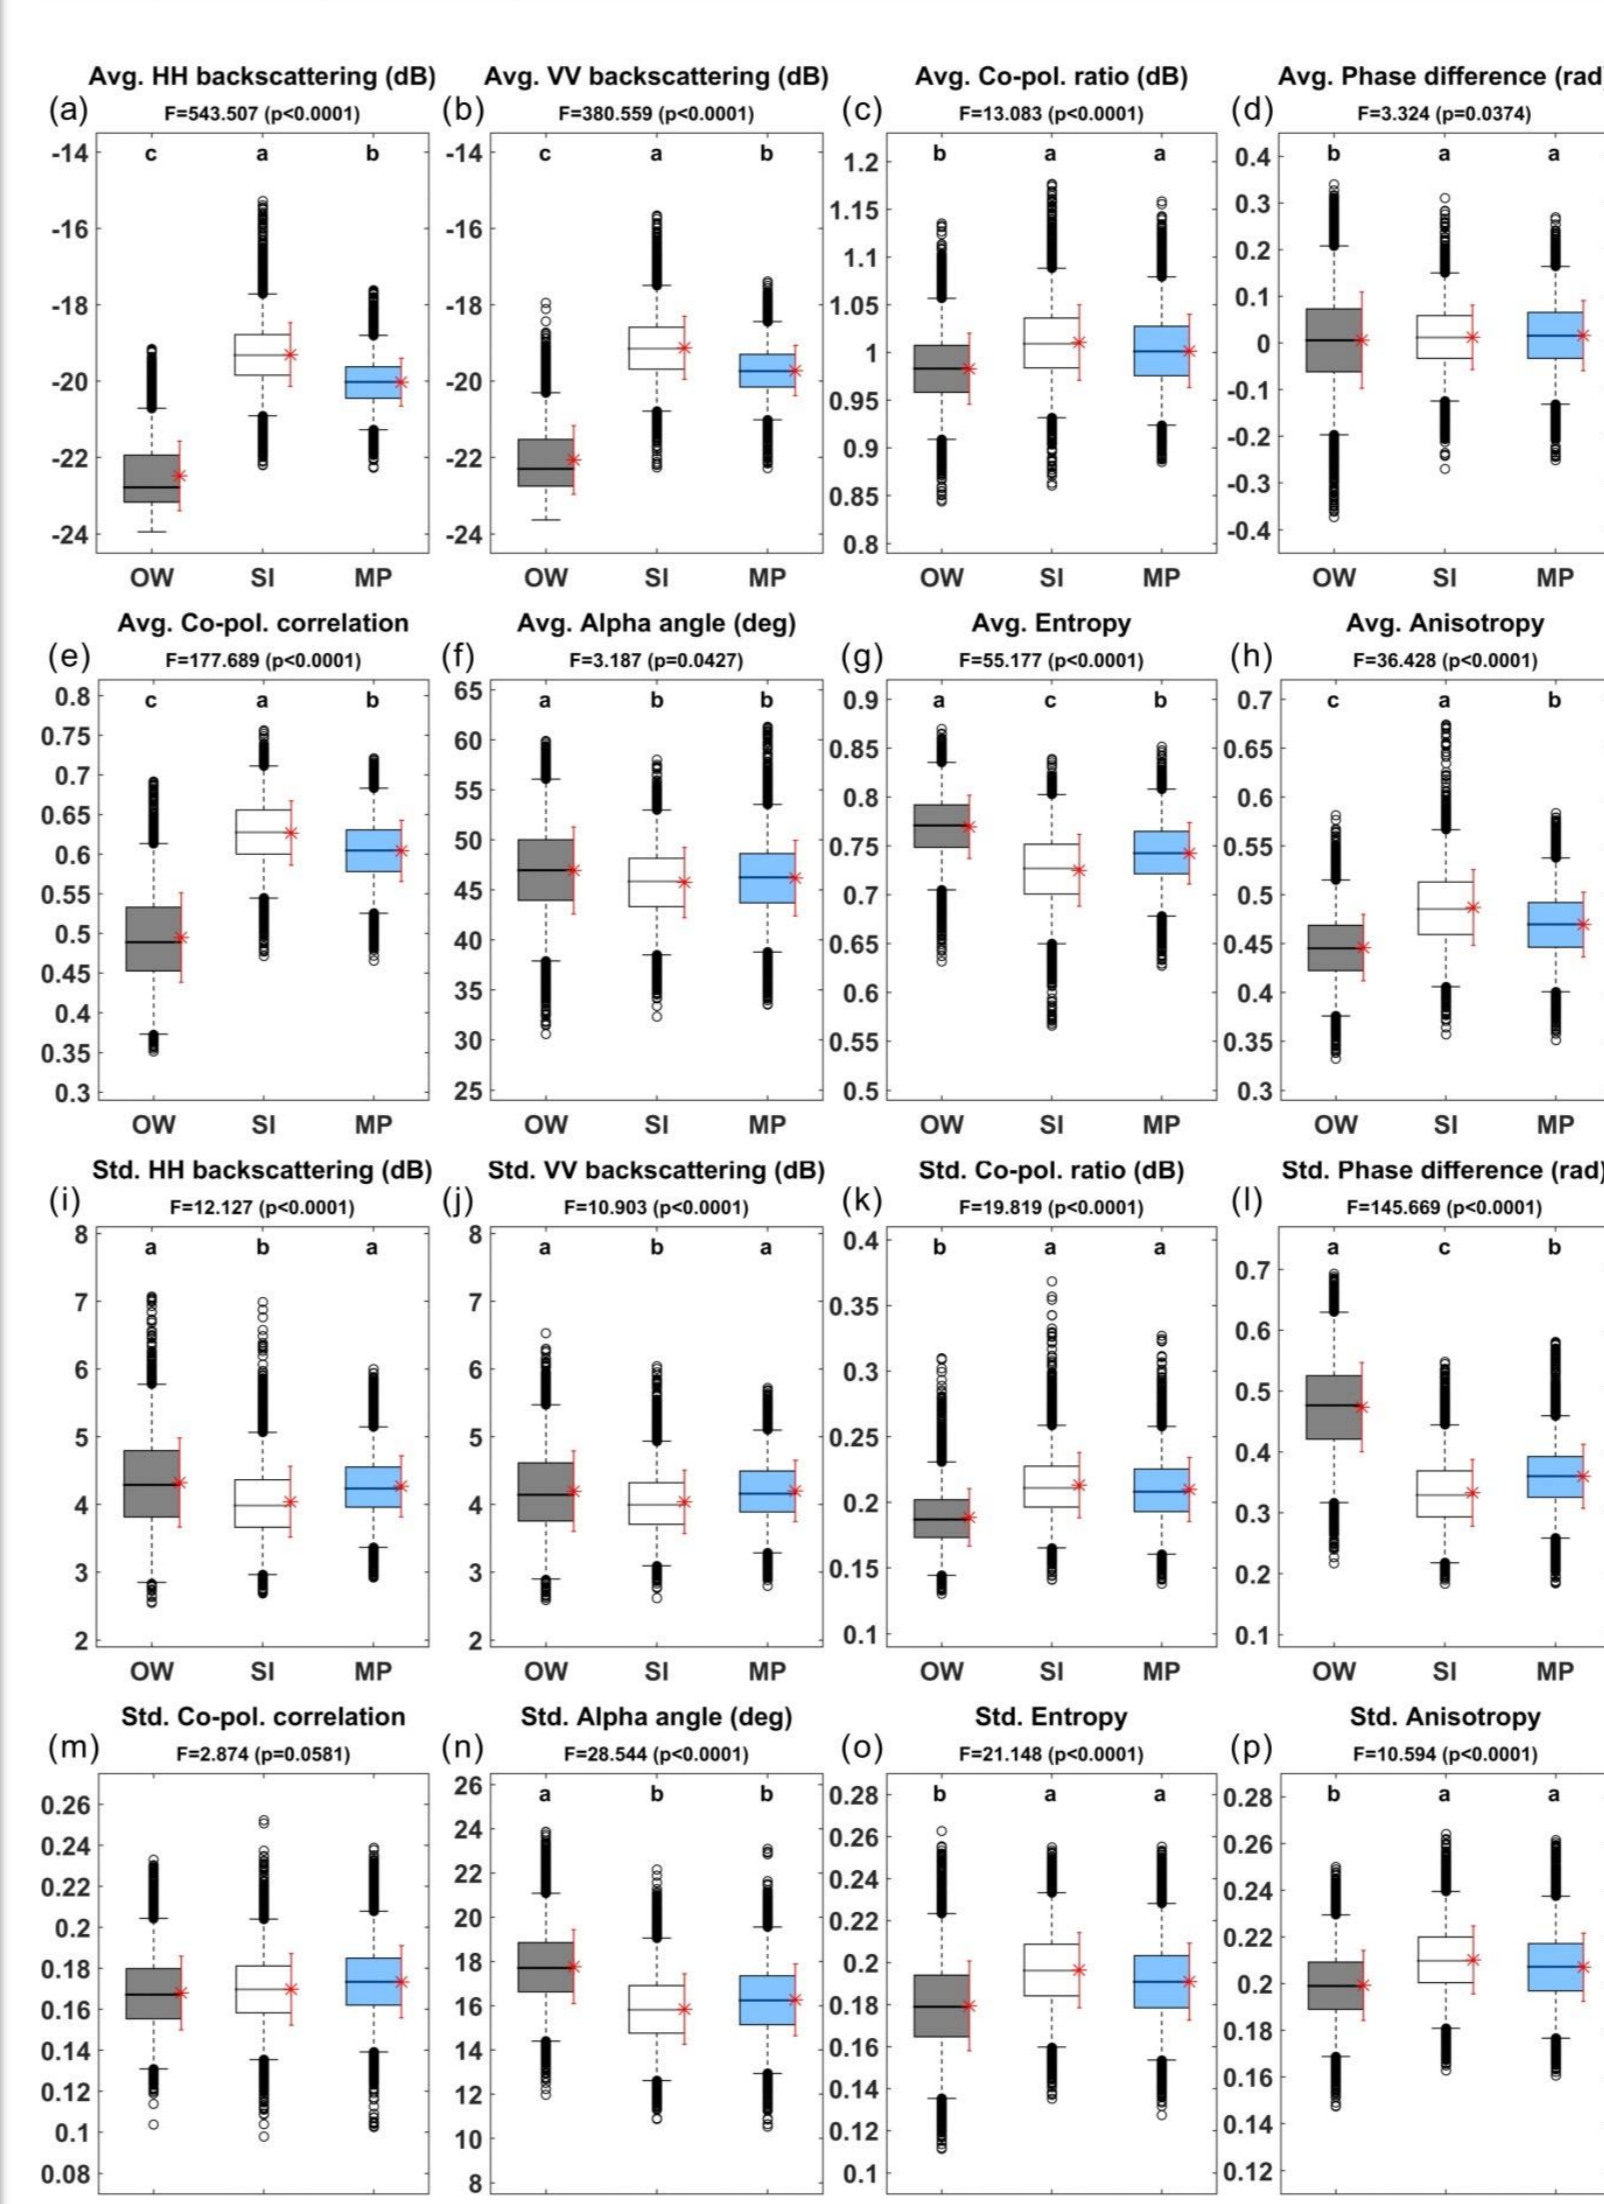 Avg. HH backscattering (dB) Avg. VV backscattering (dB) Avg. Co-pol. ratio (dB) Avg. Phase difference (rad)
(a) F=543.507 (p<0.0001) (b) F=380.559 (p<0.0001) (c) F=13.083 (p<0.0001) (d) F=3.324 (p=0.0374)
c a b c a b b a a b a a
-14 -16 -18 -20 -22 -24
-14 -16 -18 -20 -22 -24
1.2 1.15 1.1 1.05 1 0.95 0.9 0.85 0.8
0.4 0.3 0.2 0.1 0 -0.1 -0.2 -0.3 -0.4
OW SI MP OW SI MP OW SI MP OW SI MP
Avg. Co-pol. correlation Avg. Alpha angle (deg) Avg. Entropy Avg. Anisotropy
(e) F=177.689 (p<0.0001) (f) F=3.187 (p=0.0427) (g) F=55.177 (p<0.0001) (h) F=36.428 (p<0.0001)
c a b a b b a c b c a b
0.8 0.75 0.7 0.65 0.6 0.55 0.5 0.45 0.4 0.35 0.3
65 60 55 50 45 40 35 30 25
0.9 0.85 0.8 0.75 0.7 0.65 0.6 0.55 0.5
0.7 0.65 0.6 0.55 0.5 0.45 0.4 0.35 0.3
OW SI MP OW SI MP OW SI MP OW SI MP
Std. HH backscattering (dB) Std. VV backscattering (dB) Std. Co-pol. ratio (dB) Std. Phase difference (rad)
(i) F=12.127 (p<0.0001) (j) F=10.903 (p<0.0001) (k) F=19.819 (p<0.0001) (l) F=145.669 (p<0.0001)
a b a a b a b a a a c b
8 7 6 5 4 3 2
8 7 6 5 4 3 2
0.4 0.35 0.3 0.25 0.2 0.15 0.1
0.7 0.6 0.5 0.4 0.3 0.2 0.1
OW SI MP OW SI MP OW SI MP OW SI MP
Std. Co-pol. correlation Std. Alpha angle (deg) Std. Entropy Std. Anisotropy
(m) F=2.874 (p=0.0581) (n) F=28.544 (p<0.0001) (o) F=21.148 (p<0.0001) (p) F=10.594 (p<0.0001)
a b b b a a b a a
0.26 0.24 0.22 0.2 0.18 0.16 0.14 0.12 0.1 0.08
26 24 22 20 18 16 14 12 10 8
0.28 0.26 0.24 0.22 0.2 0.18 0.16 0.14 0.12 0.1
0.28 0.26 0.24 0.22 0.2 0.18 0.16 0.14 0.12